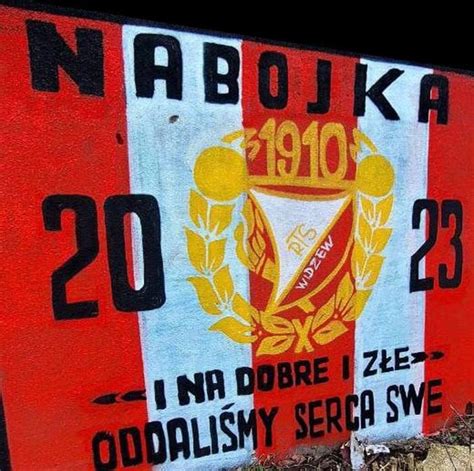 NABOJKA
1910
20 23
RTS
WIDZEW
I NA DOBRE I ZŁE
ODDALIŚMY SERCA SWE